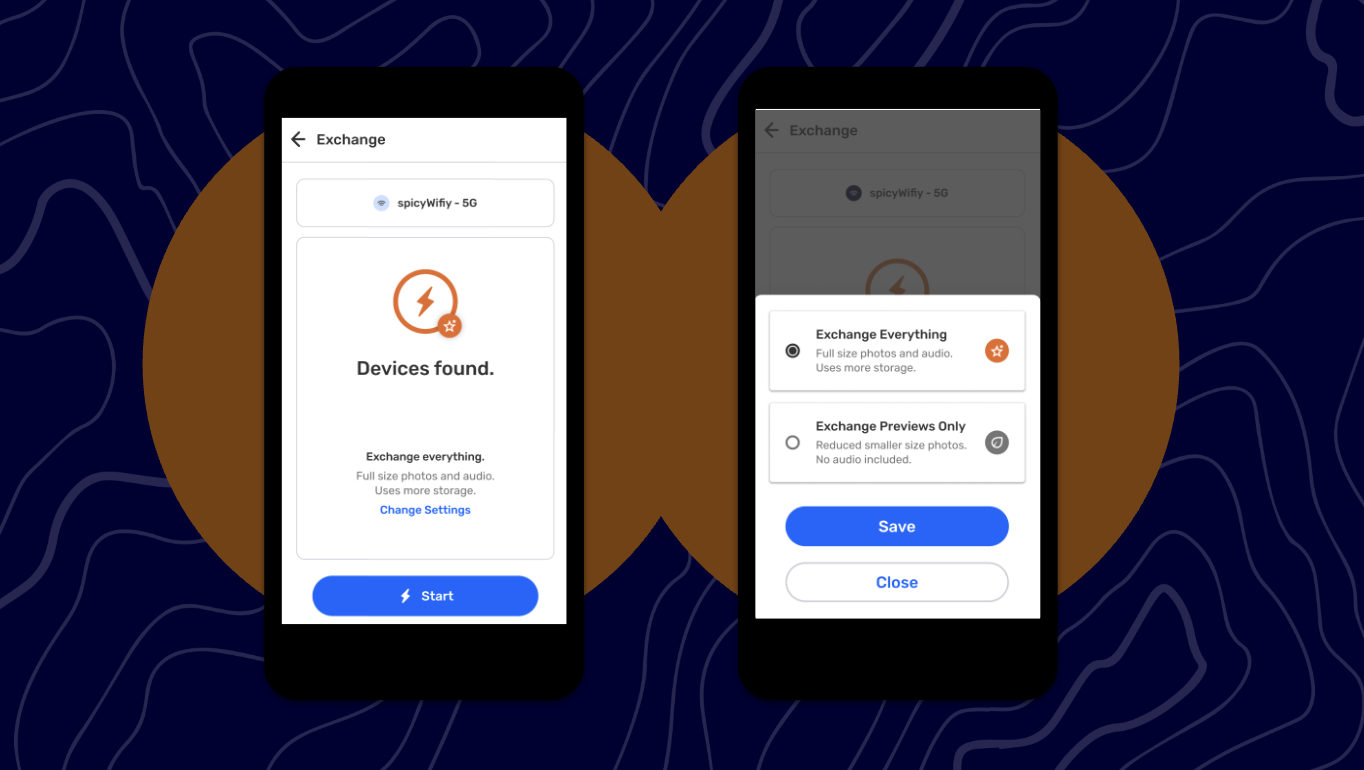 Exchange
spicyWifiy - 5G
Devices found.
Exchange everything.
Full size photos and audio.
Uses more storage.
Change Settings
Start
Exchange
spicyWifiy - 5G
Exchange Everything
Full size photos and audio.
Uses more storage.
Exchange Previews Only
Reduced smaller size photos.
No audio included.
Save
Close